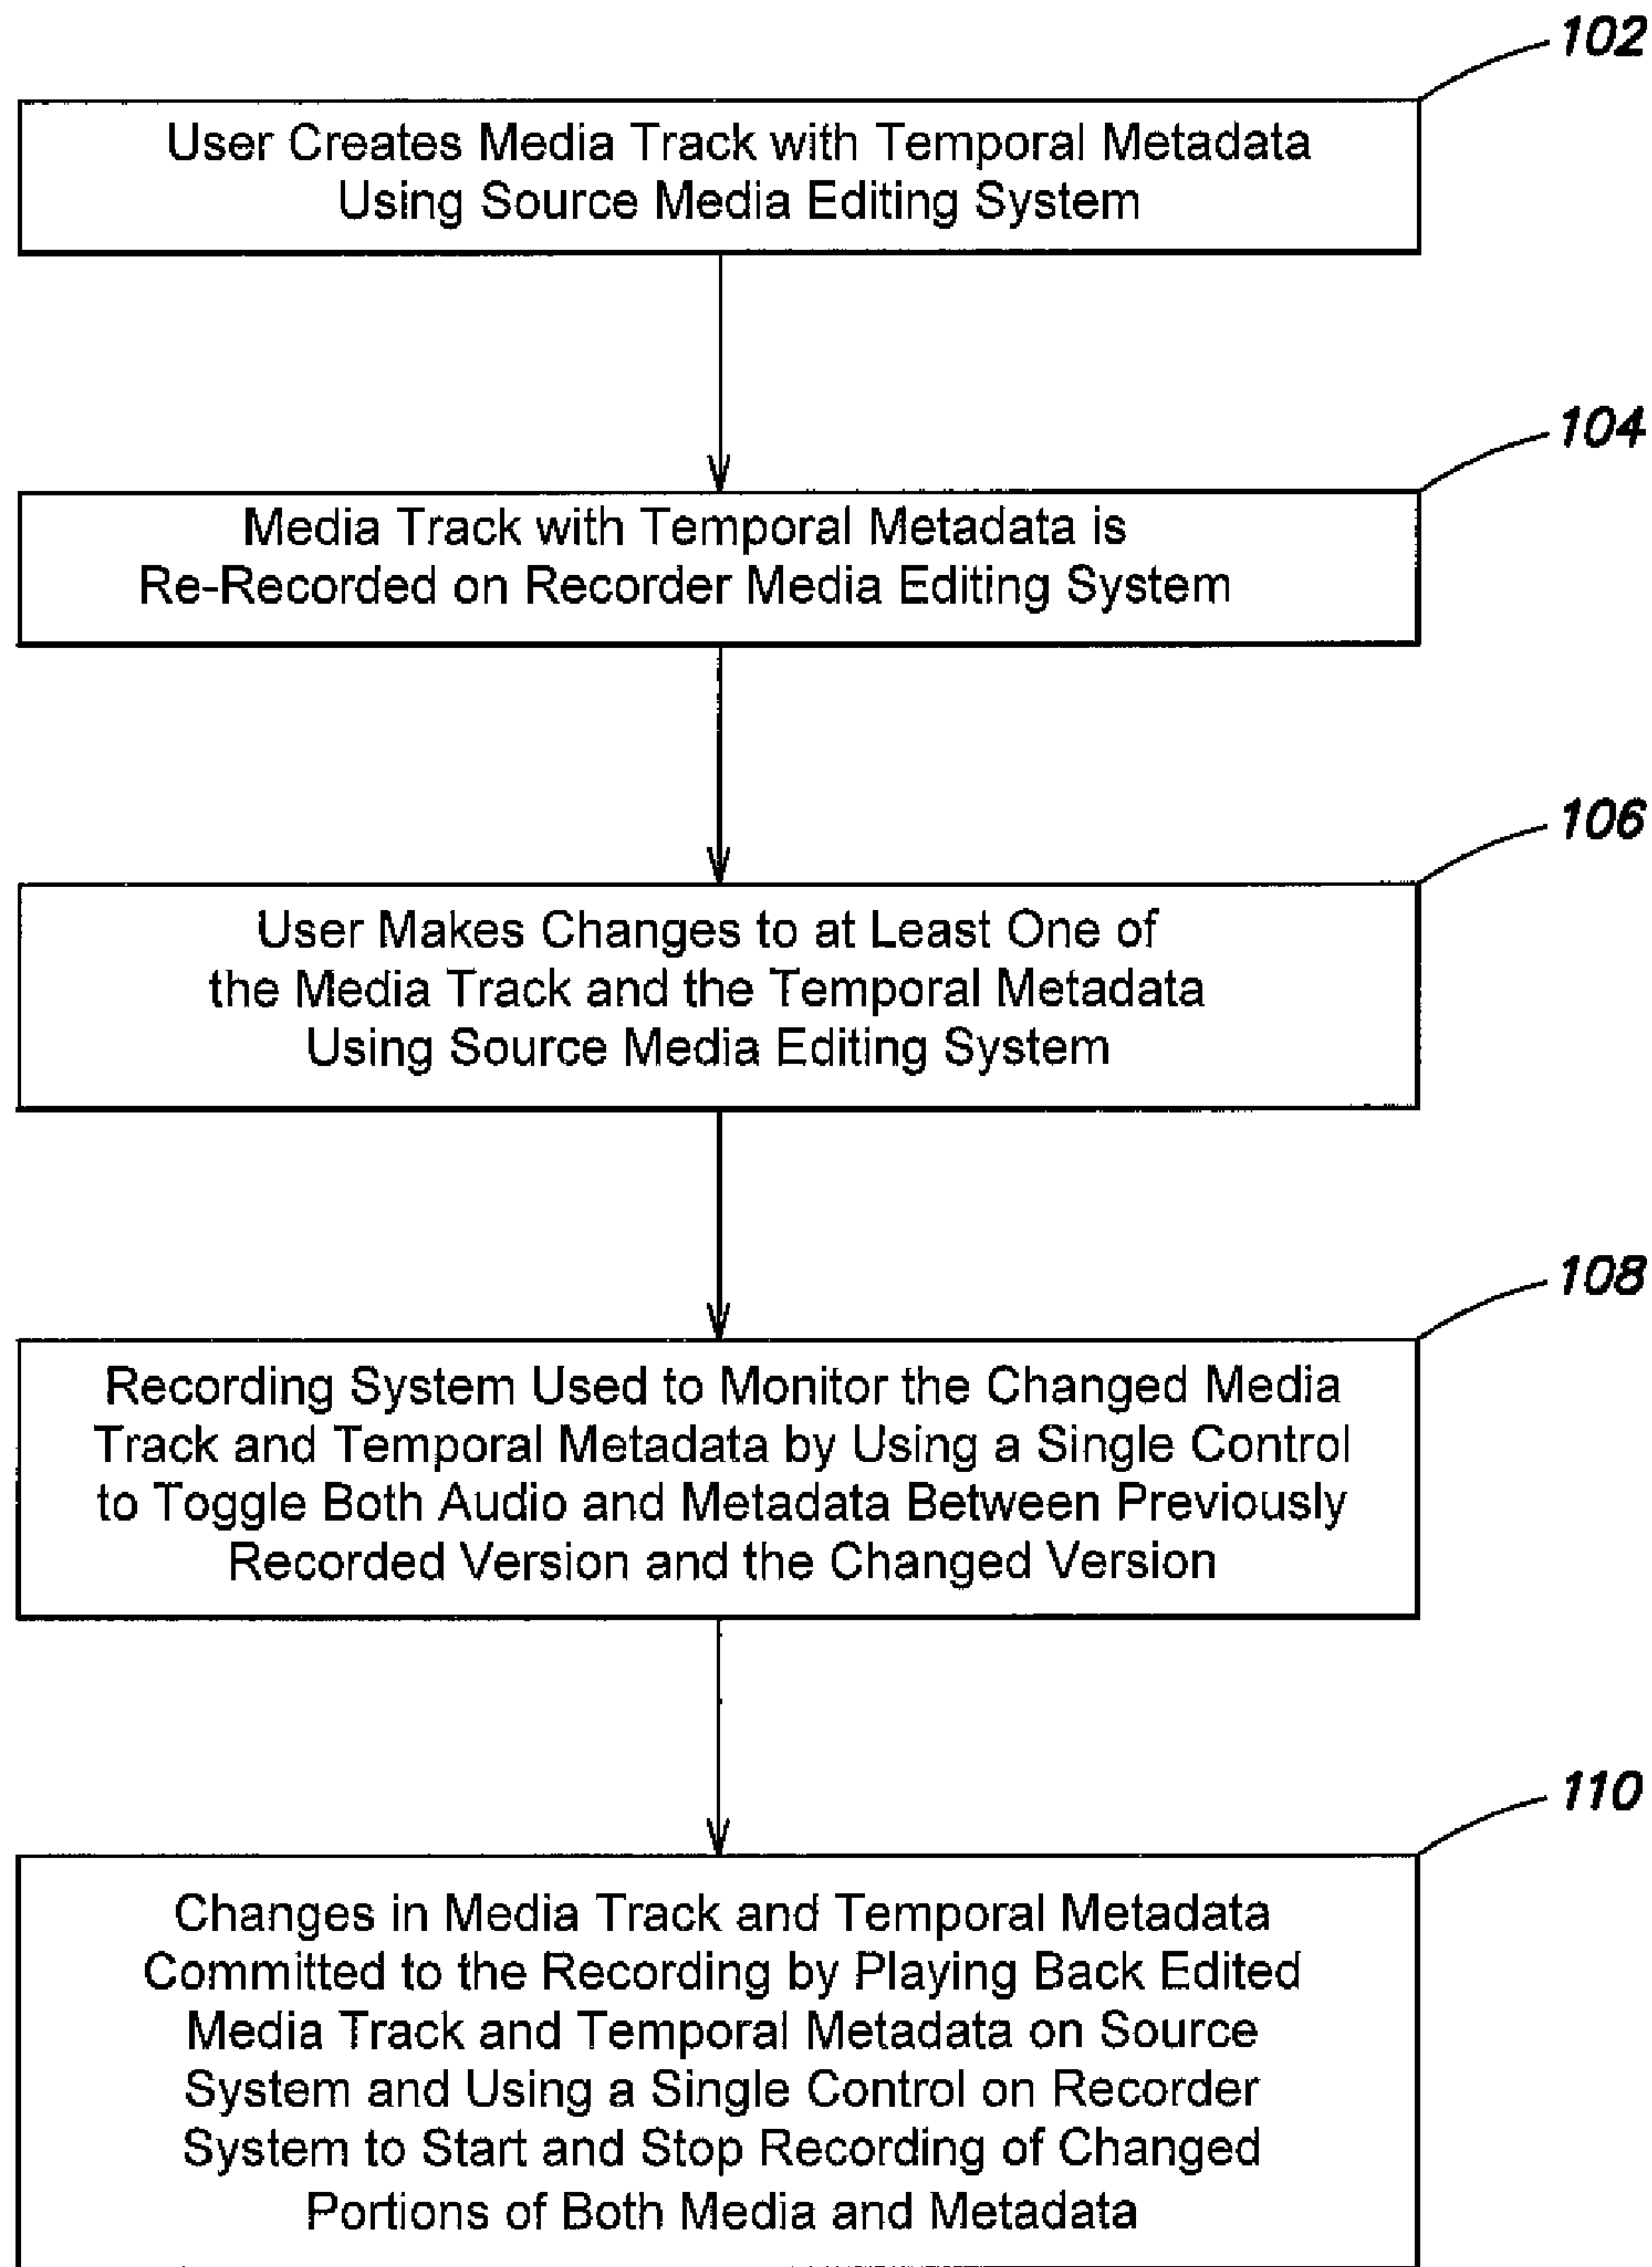 102
User Creates Media Track with Temporal Metadata
Using Source Media Editing System
104
Media Track with Temporal Metadata is
Re-Recorded on Recorder Media Editing System
106
User Makes Changes to at Least One of
the Media Track and the Temporal Metadata
Using Source Media Editing System
108
Recording System Used to Monitor the Changed Media
Track and Temporal Metadata by Using a Single Control
to Toggle Both Audio and Metadata Between Previously
Recorded Version and the Changed Version
110
Changes in Media Track and Temporal Metadata
Committed to the Recording by Playing Back Edited
Media Track and Temporal Metadata on Source
System and Using a Single Control on Recorder
System to Start and Stop Recording of Changed
Portions of Both Media and Metadata